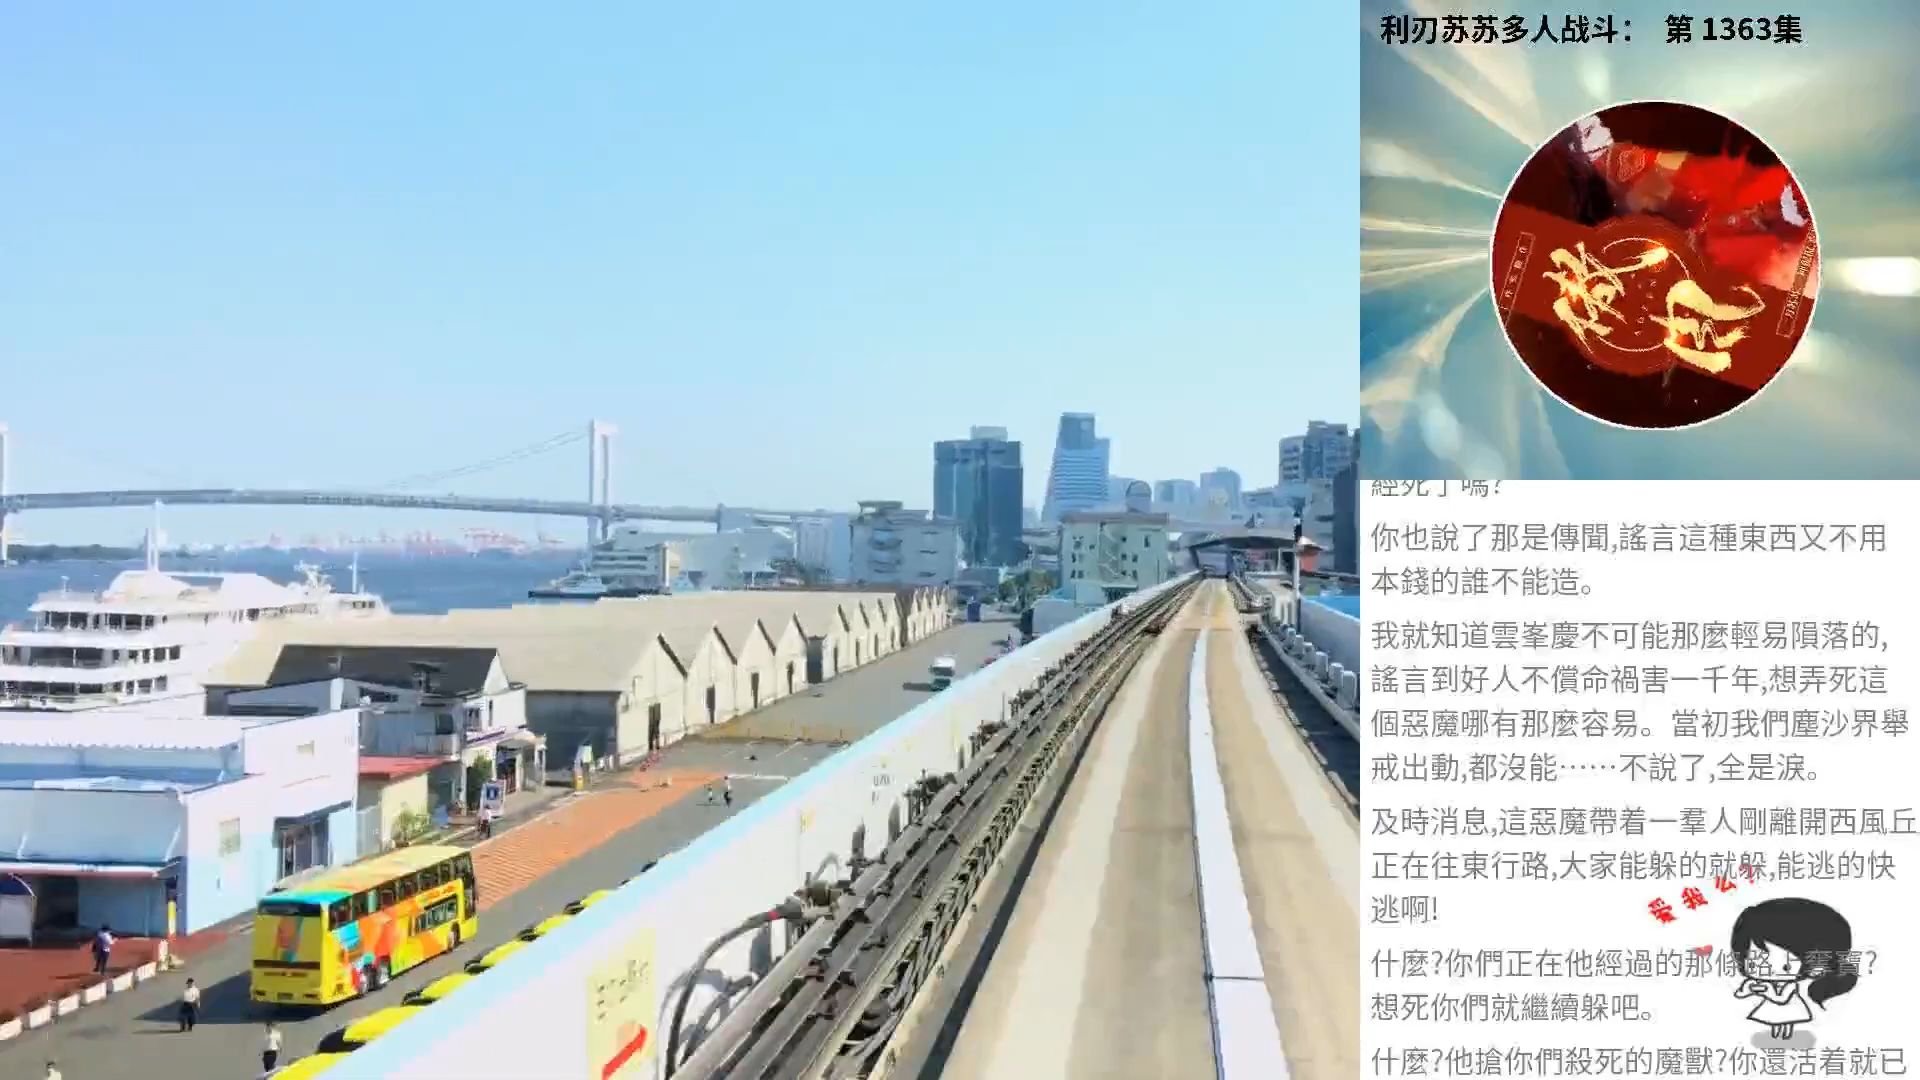 利刃苏苏多人战斗： 第 1363集
經死了嗎?
你也說了那是傳聞,謠言這種東西又不用
本錢的誰不能造。
我就知道雲峯慶不可能那麼輕易隕落的,
謠言到好人不償命禍害一千年,想弄死這
個惡魔哪有那麼容易。當初我們塵沙界舉
戒出動,都沒能……不說了,全是淚。
及時消息,這惡魔帶着一羣人剛離開西風丘
正在往東行路,大家能躲的就躲,能逃的快
逃啊!
爱我么?
什麼?你們正在他經過的那條路上奪寶?
想死你們就繼續躲吧。
什麼?他搶你們殺死的魔獸?你還活着就已